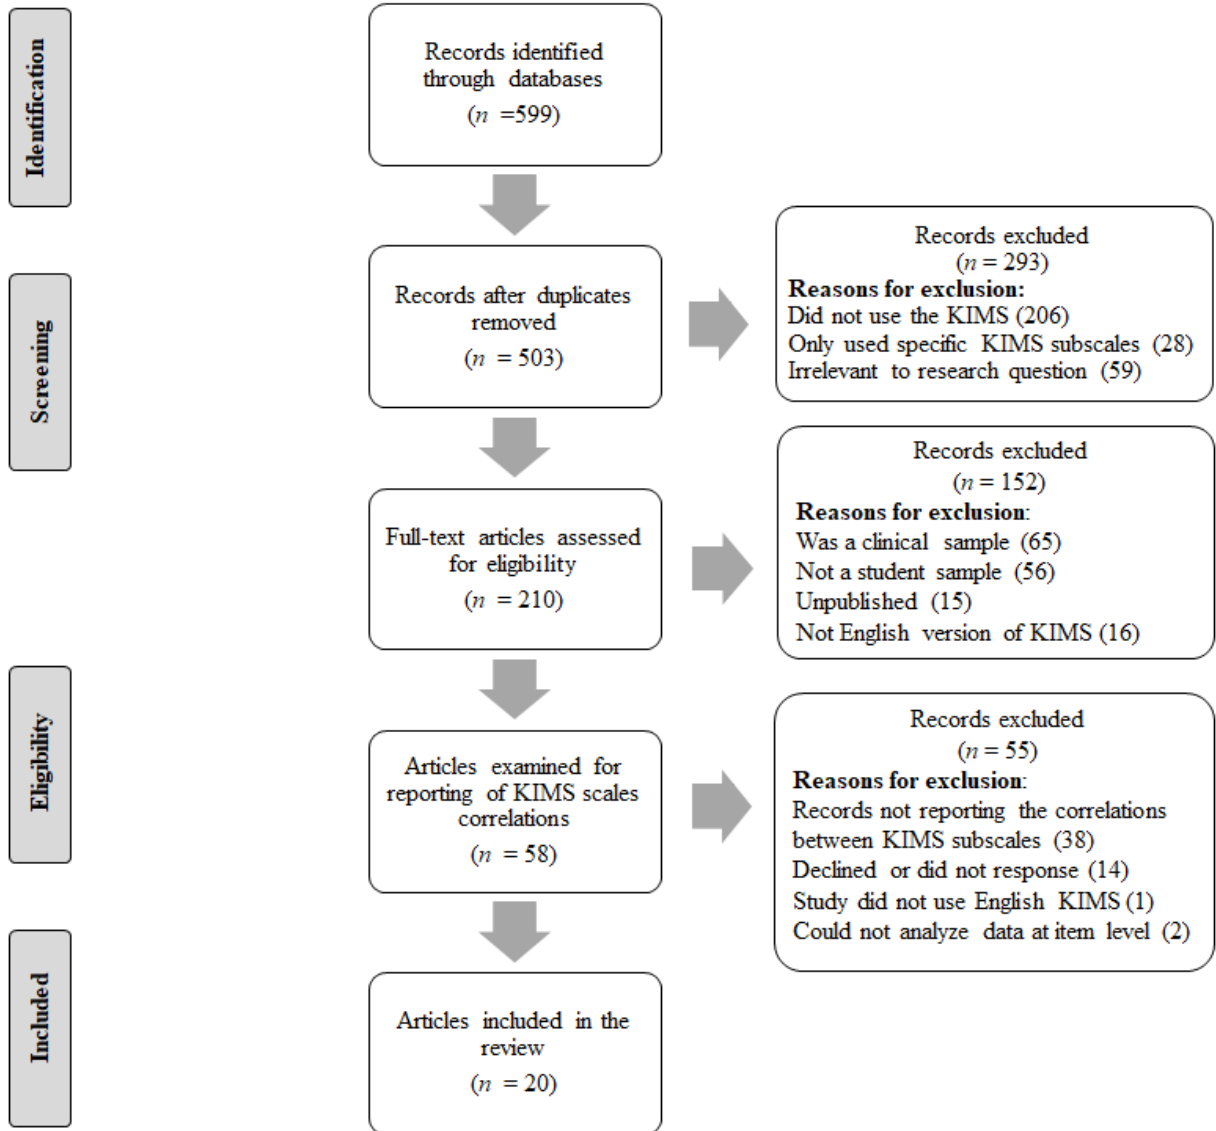 Identification
Records identified
through databases
(n =599)
Screening
Records after duplicates
removed
(n = 503)
Records excluded
(n = 293)
Reasons for exclusion:
Did not use the KIMS (206)
Only used specific KIMS subscales (28)
Irrelevant to research question (59)
Full-text articles assessed
for eligibility
(n = 210)
Records excluded
(n = 152)
Reasons for exclusion:
Was a clinical sample (65)
Not a student sample (56)
Unpublished (15)
Not English version of KIMS (16)
Eligibility
Articles examined for
reporting of KIMS scales
correlations
(n = 58)
Records excluded
(n = 55)
Reasons for exclusion:
Records not reporting the correlations
between KIMS subscales (38)
Declined or did not response (14)
Study did not use English KIMS (1)
Could not analyze data at item level (2)
Included
Articles included in the
review
(n = 20)